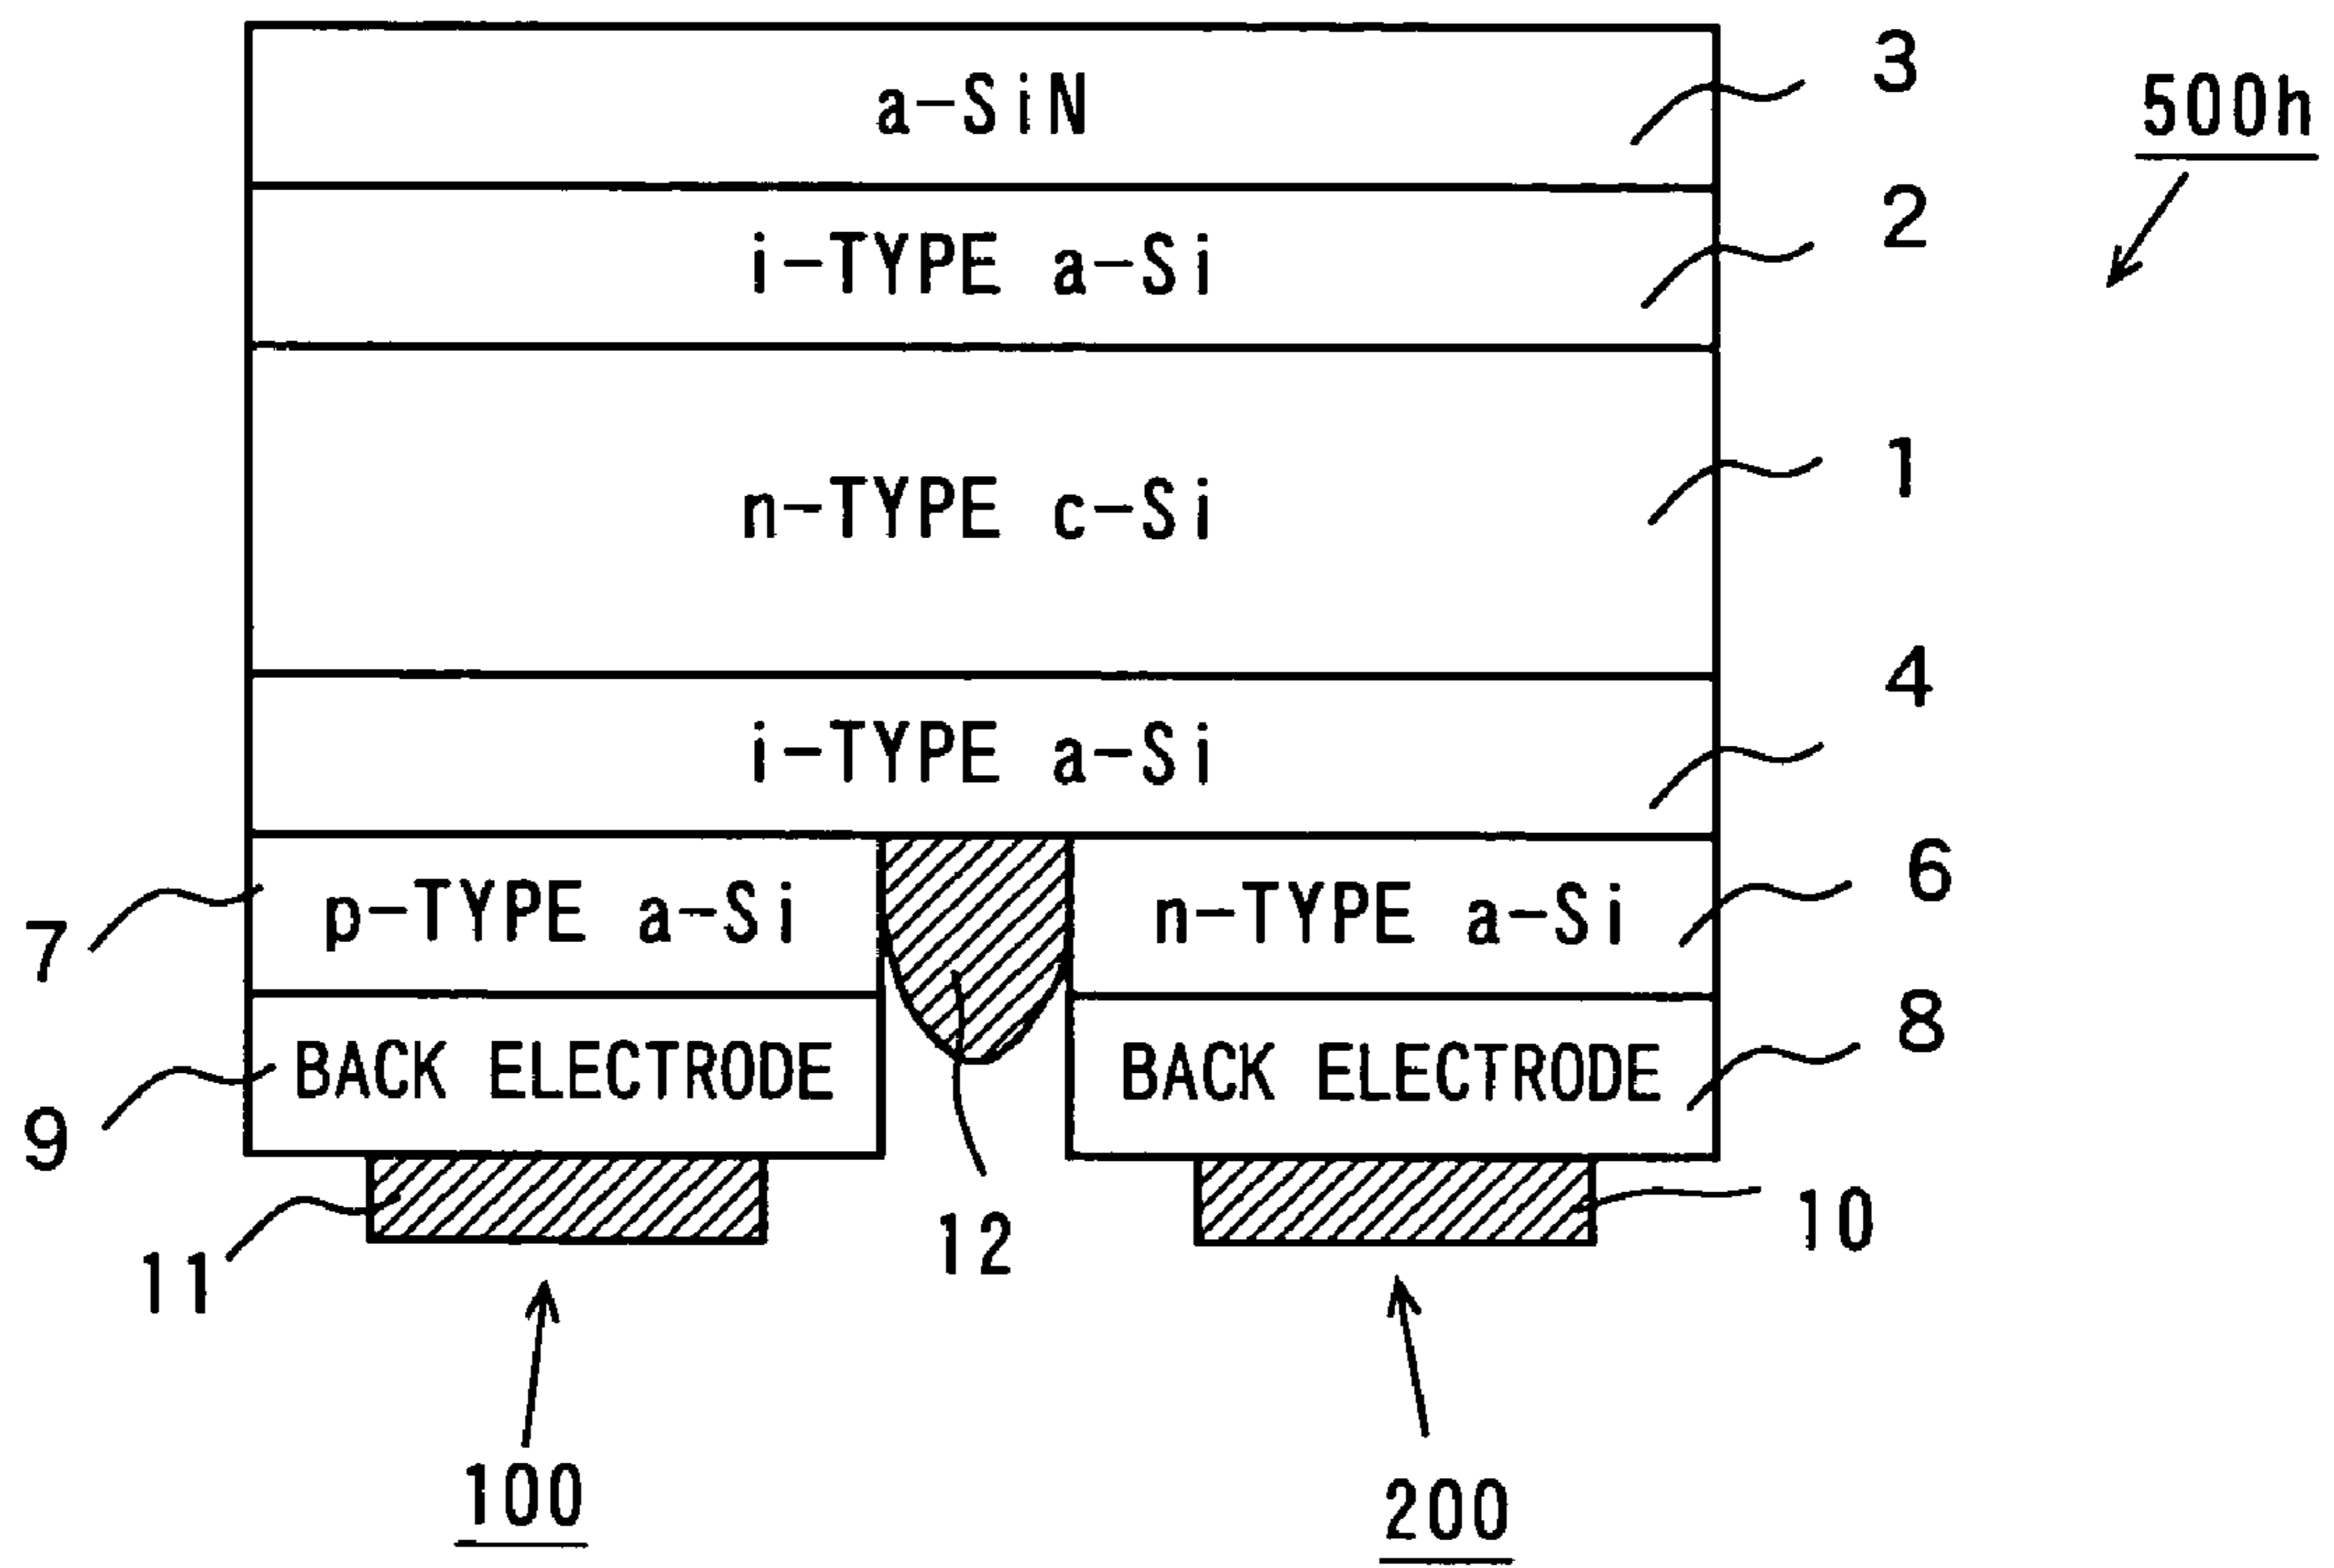 a-SiN 3
500h
i-TYPE a-Si 2
n-TYPE c-Si 1
i-TYPE a-Si 4
7 p-TYPE a-Si n-TYPE a-Si 6
9 BACK ELECTRODE BACK ELECTRODE 8
11 12 10
100 200